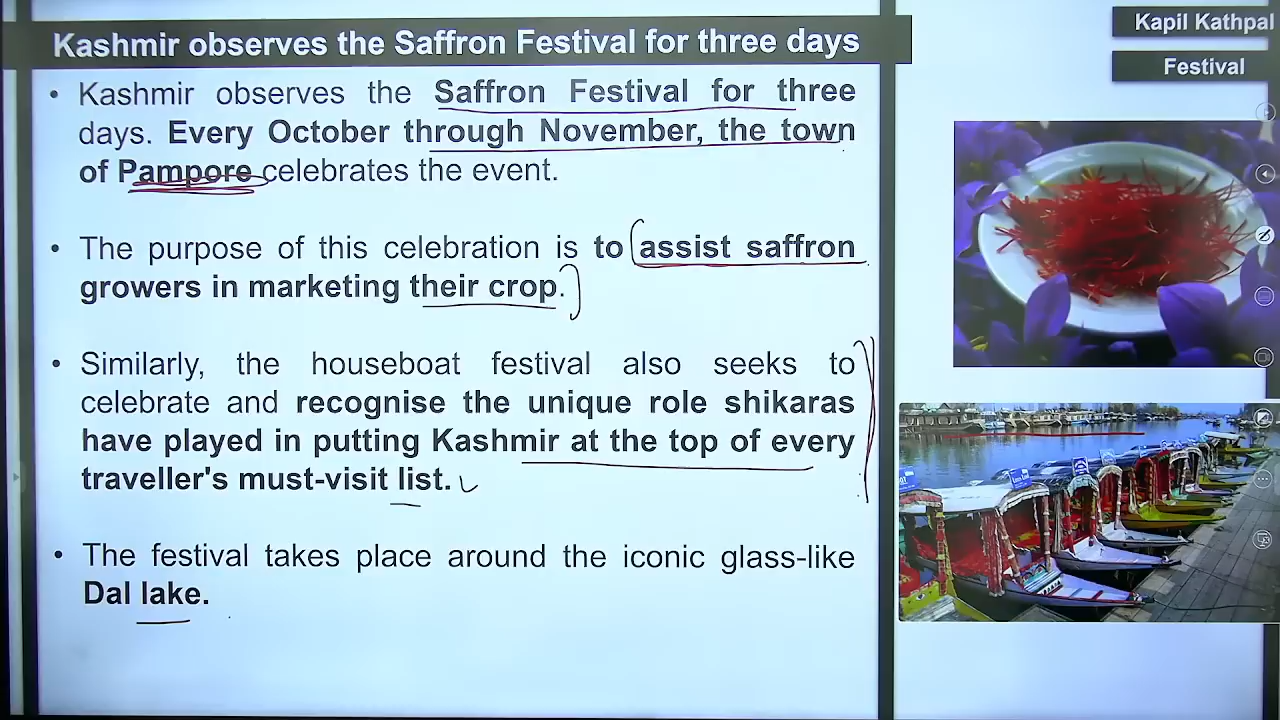 Kashmir observes the Saffron Festival for three days
Kapil Kathpal
Festival
• Kashmir observes the Saffron Festival for three
days. Every October through November, the town
of Pampore celebrates the event.
• The purpose of this celebration is to assist saffron
growers in marketing their crop.
• Similarly, the houseboat festival also seeks to
celebrate and recognise the unique role shikaras
have played in putting Kashmir at the top of every
traveller's must-visit list.
• The festival takes place around the iconic glass-like
Dal lake.